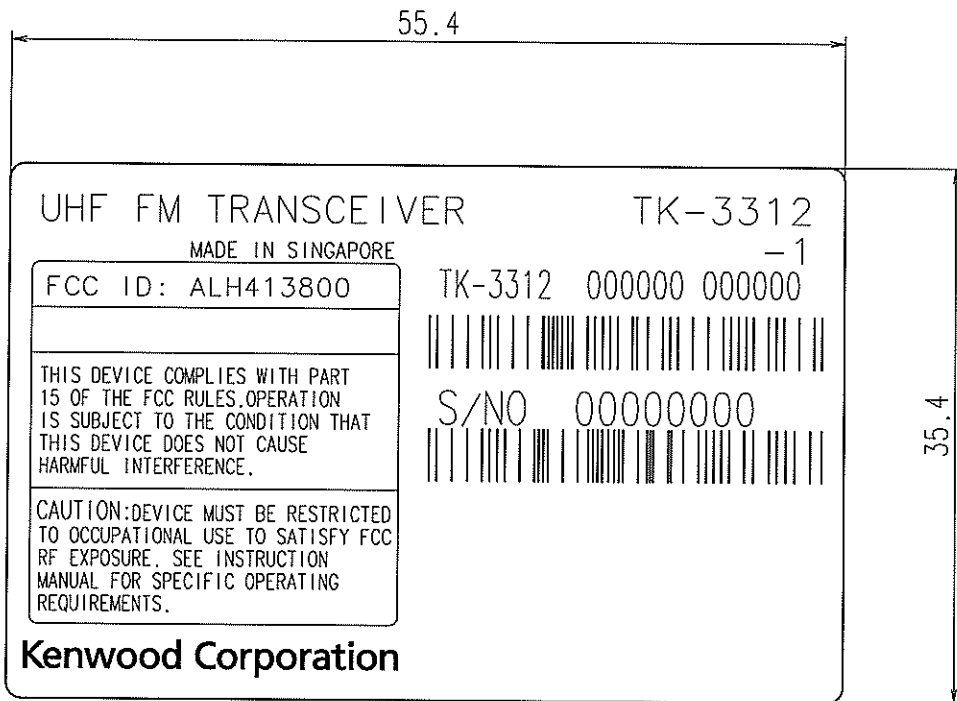 55.4
UHF FM TRANSCEIVER
TK-3312
-1
MADE IN SINGAPORE
FCC ID: ALH413800
THIS DEVICE COMPLIES WITH PART
15 OF THE FCC RULES.OPERATION
IS SUBJECT TO THE CONDITION THAT
THIS DEVICE DOES NOT CAUSE
HARMFUL INTERFERENCE.
CAUTION:DEVICE MUST BE RESTRICTED
TO OCCUPATIONAL USE TO SATISFY FCC
RF EXPOSURE. SEE INSTRUCTION
MANUAL FOR SPECIFIC OPERATING
REQUIREMENTS.
Kenwood Corporation
TK-3312 000000 000000
S/NO 00000000
35.4